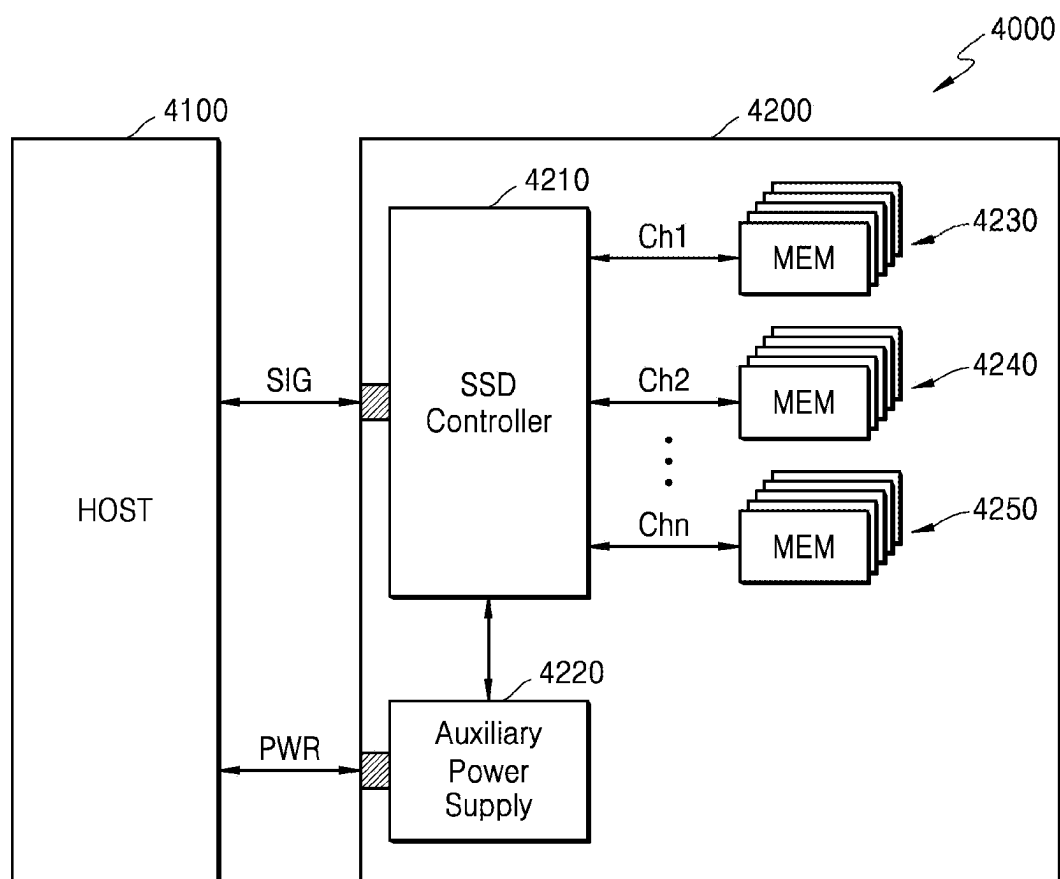 4000
4100
4200
4210
Ch1
MEM
4230
SIG
SSD
Controller
Ch2
MEM
4240
HOST
Chn
MEM
4250
4220
PWR
Auxiliary
Power
Supply